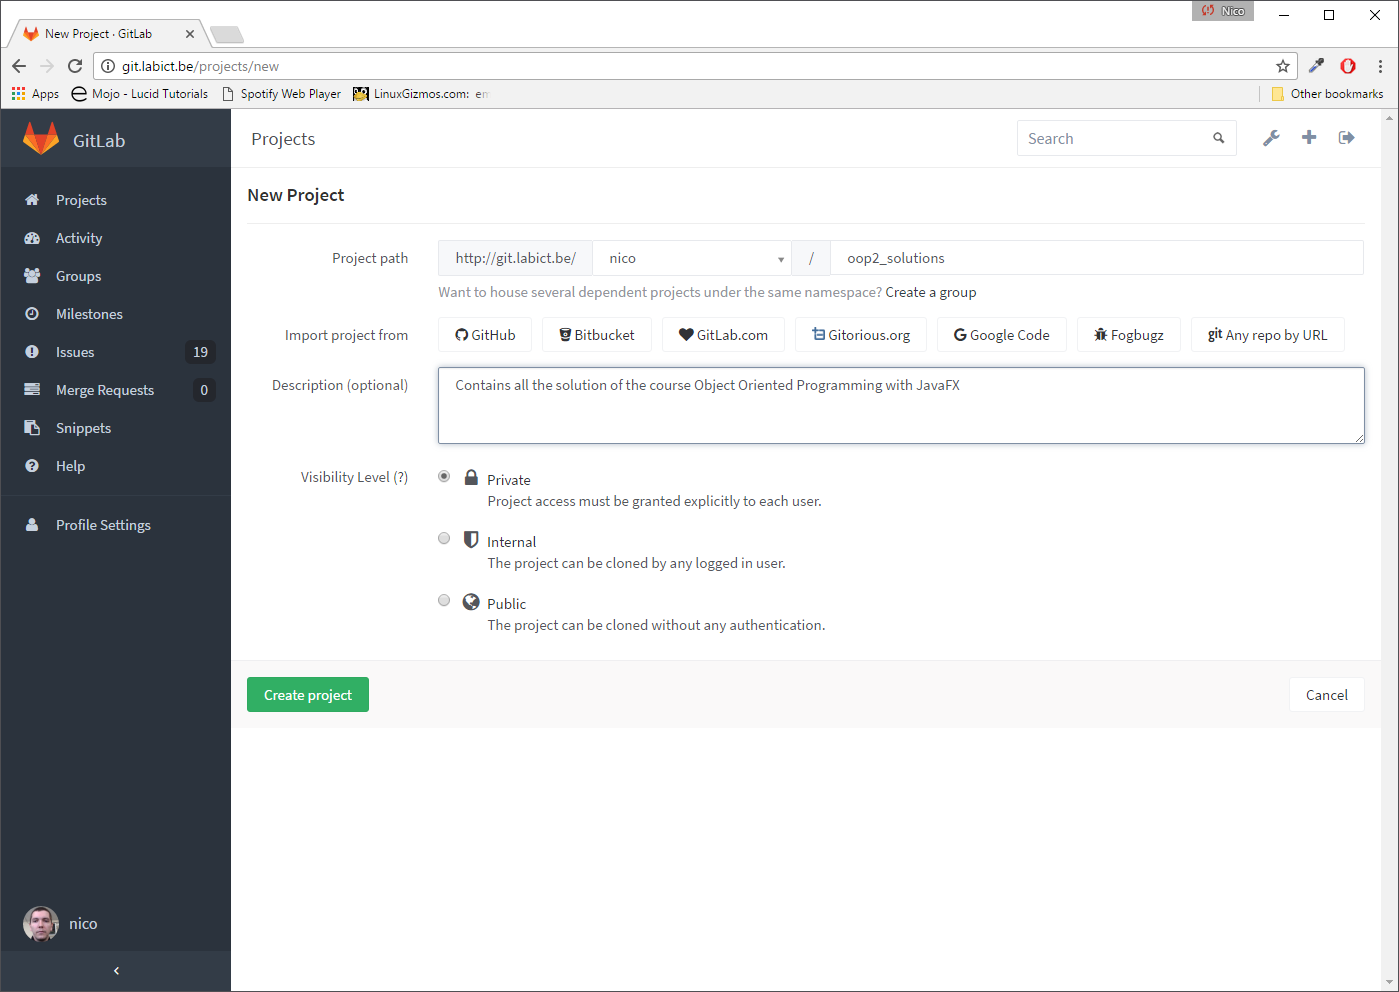 Nico
New Project · GitLab
git.labict.be/projects/new
Apps
Mojo - Lucid Tutorials
Spotify Web Player
LinuxGizmos.com: em
Other bookmarks
GitLab
Projects
Search
Projects
Activity
Groups
Milestones
Issues 19
Merge Requests 0
Snippets
Help
Profile Settings
nico
New Project
Project path
http://git.labict.be/ nico / oop2_solutions
Want to house several dependent projects under the same namespace? Create a group
Import project from
GitHub
Bitbucket
GitLab.com
Gitorious.org
Google Code
Fogbugz
git Any repo by URL
Description (optional)
Contains all the solution of the course Object Oriented Programming with JavaFX
Visibility Level (?)
Private
Project access must be granted explicitly to each user.
Internal
The project can be cloned by any logged in user.
Public
The project can be cloned without any authentication.
Create project
Cancel